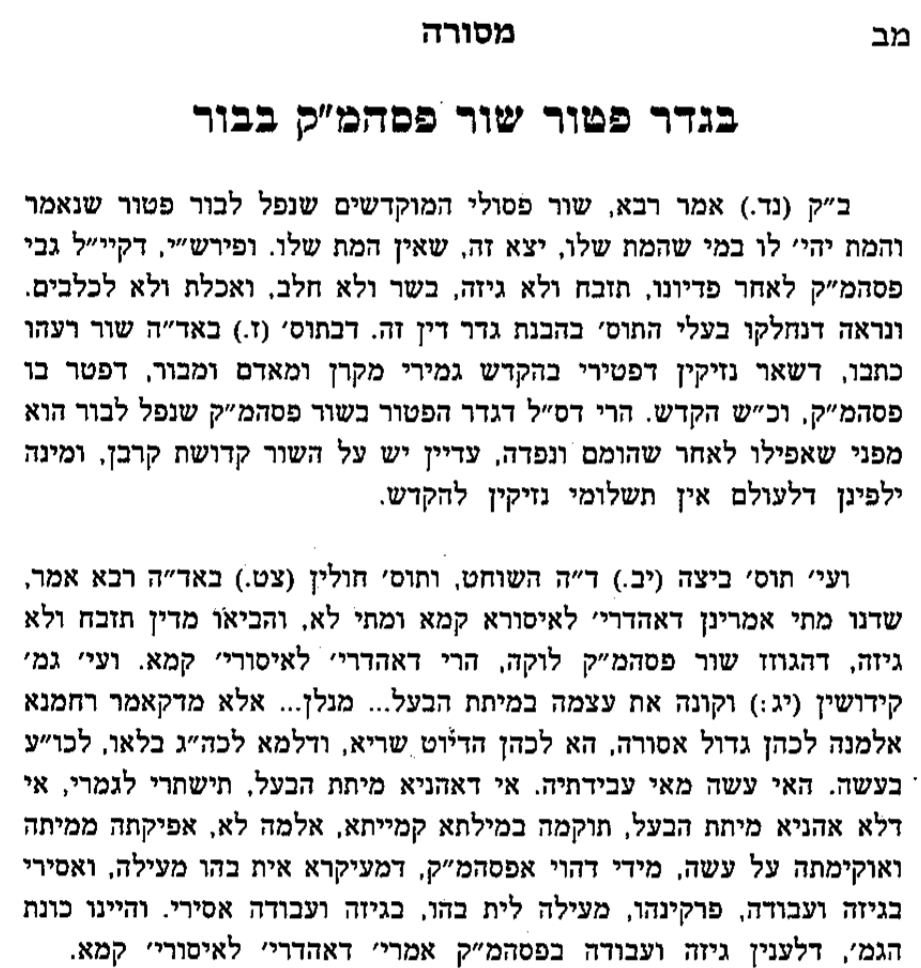 מב
מסורה
בגדר פטור שור פסהמ״ק בבור
ב״ק (נד.) אמר רבא, שור פסולי המוקדשים שנפל לבור פטור שנאמר
והמת יהי׳ לו במי שהמת שלו, יצא זה, שאין המת שלו. ופירש״י, דקיי״ל גבי
פסהמ״ק לאחר פדיונו, תזבח ולא גיזה, בשר ולא חלב, ואכלת ולא לכלבים.
ונראה דנחלקו בעלי התוס׳ בהבנת גדר דין זה. דבתוס׳ (ז.) באד״ה שור רעהו
כתבו, דשאר נזיקין דפטירי בהקדש גמירי מקרן ומאדם ומבור, דפטר בו
פסהמ״ק, וכ״ש הקדש. הרי דס״ל דגדר הפטור בשור פסהמ״ק שנפל לבור הוא
מפני שאפילו לאחר שהומם ונפדה, עדיין יש על השור קדושת קרבן, ומינה
ילפינן דלעולם אין תשלומי נזיקין להקדש.
ועי׳ תוס׳ ביצה (יב.) ד״ה השוחט, ותוס׳ חולין (צט.) באד״ה רבא אמר,
שדנו מתי אמרינן דאהדרי׳ לאיסורא קמא ומתי לא, והביאו מדין תזבח ולא
גיזה, דהגוזז שור פסהמ״ק לוקה, הרי דאהדרי׳ לאיסורי׳ קמא. ועי׳ גמ׳
קידושין (יג:) וקונה את עצמה במיתת הבעל... מנלן... אלא מדקאמר רחמנא
אלמנה לכהן גדול אסורה, הא לכהן הדיוט שריא, ודלמא לכה״ג בלאו, לכו״ע
בעשה. האי עשה מאי עבידתיה. אי דאהניא מיתת הבעל, תישתרי לגמרי, אי
דלא אהניא מיתת הבעל, תוקמה במילתא קמייתא, אלמה לא, אפיקתה ממיתה
ואוקימתה על עשה, מידי דהוי אפסהמ״ק, דמעיקרא אית בהו מעילה, ואסירי
בגיזה ועבודה, פרקינהו, מעילה לית בהו, בגיזה ועבודה אסירי. והיינו כונת
הגמ׳, דלענין גיזה ועבודה בפסהמ״ק אמרי׳ דאהדרי׳ לאיסורי׳ קמא.